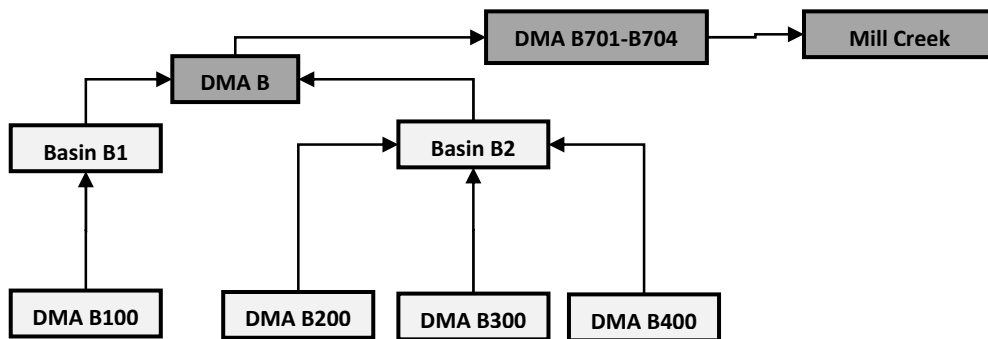 DMA B701-B704
Mill Creek
DMA B
Basin B1
Basin B2
DMA B100
DMA B200
DMA B300
DMA B400